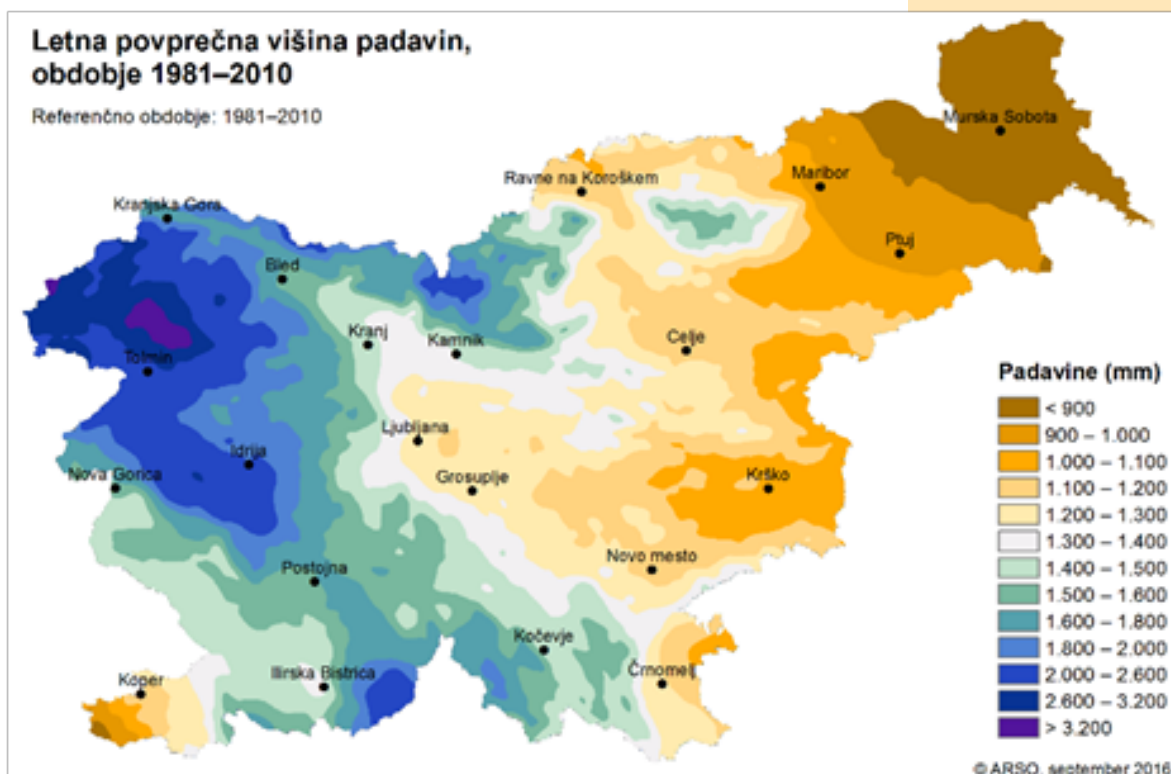 Letna povprečna višina padavin,
obdobje 1981–2010
Referenčno obdobje: 1981–2010
Murska Sobota
Ravne na Koroškem
Maribor
Kranjska Gora
Ptuj
Bled
Kranj
Kamnik
Celje
Tolmin
Ljubljana
Idrija
Nova Gorica
Grosuplje
Krško
Novo mesto
Postojna
Kočevje
Črnomelj
Koper
Ilirska Bistrica
Padavine (mm)
< 900
900 – 1.000
1.000 – 1.100
1.100 – 1.200
1.200 – 1.300
1.300 – 1.400
1.400 – 1.500
1.500 – 1.600
1.600 – 1.800
1.800 – 2.000
2.000 – 2.600
2.600 – 3.200
> 3.200
© ARSO, september 2016